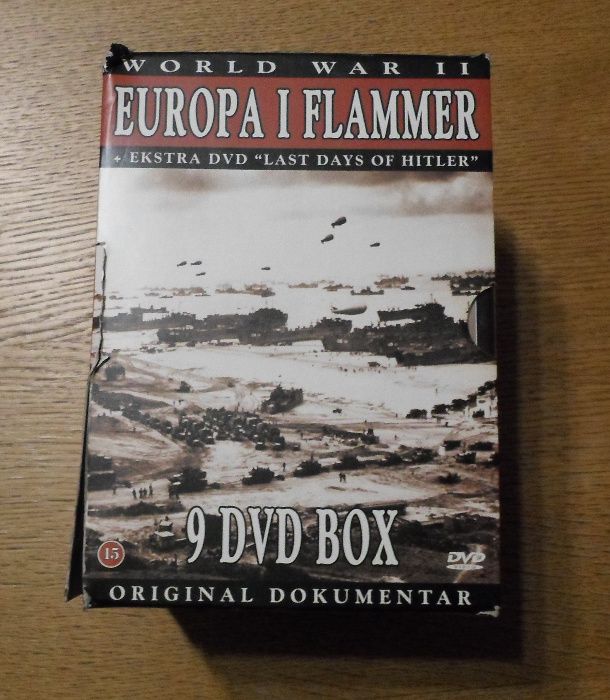 WORLD WAR II
EUROPA I FLAMMER
+ EKSTRA DVD "LAST DAYS OF HITLER"
9 DVD BOX
15
DVD
ORIGINAL DOKUMENTAR